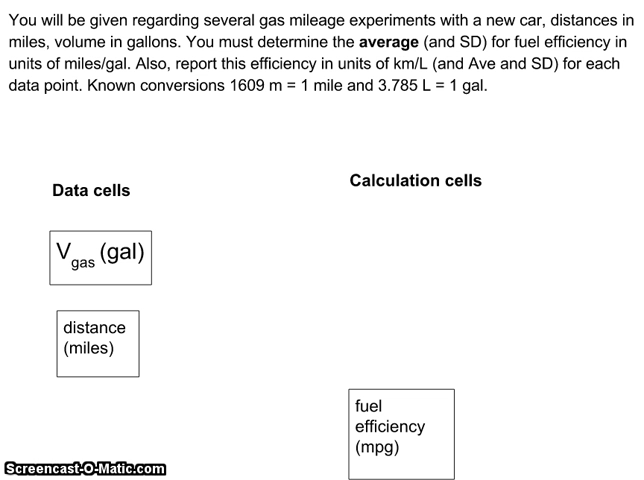 You will be given regarding several gas mileage experiments with a new car, distances in
miles, volume in gallons. You must determine the average (and SD) for fuel efficiency in
units of miles/gal. Also, report this efficiency in units of km/L (and Ave and SD) for each
data point. Known conversions 1609 m = 1 mile and 3.785 L = 1 gal.
Data cells
Calculation cells
Vgas (gal)
distance
(miles)
fuel
efficiency
(mpg)
Screencast-O-Matic.com